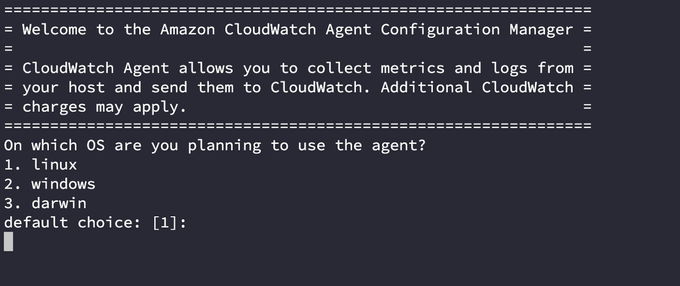 ================================================================
= Welcome to the Amazon CloudWatch Agent Configuration Manager =
=                                                              =
= CloudWatch Agent allows you to collect metrics and logs from =
= your host and send them to CloudWatch. Additional CloudWatch =
= charges may apply.                                           =
================================================================
On which OS are you planning to use the agent?
1. linux
2. windows
3. darwin
default choice: [1]: